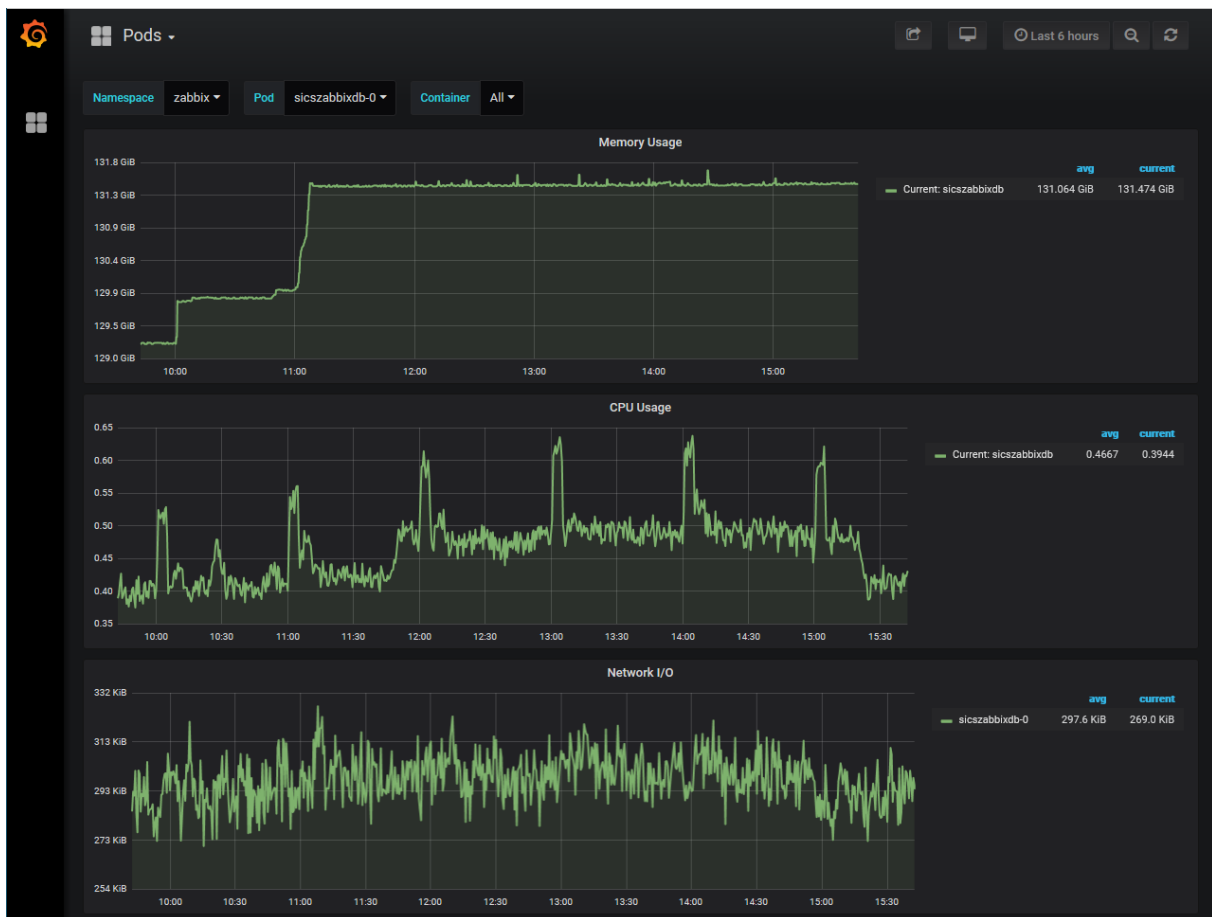 Pods
Last 6 hours
Namespace zabbix Pod sicszabbixdb-0 Container All
Memory Usage
131.8 GiB
131.3 GiB
130.9 GiB
130.4 GiB
129.9 GiB
129.5 GiB
129.0 GiB
10:00 11:00 12:00 13:00 14:00 15:00
avg current
Current: sicszabbixdb 131.064 GiB 131.474 GiB
CPU Usage
0.65
0.60
0.55
0.50
0.45
0.40
0.35
10:00 10:30 11:00 11:30 12:00 12:30 13:00 13:30 14:00 14:30 15:00 15:30
avg current
Current: sicszabbixdb 0.4667 0.3944
Network I/O
332 KiB
313 KiB
293 KiB
273 KiB
254 KiB
10:00 10:30 11:00 11:30 12:00 12:30 13:00 13:30 14:00 14:30 15:00 15:30
avg current
sicszabbixdb-0 297.6 KiB 269.0 KiB